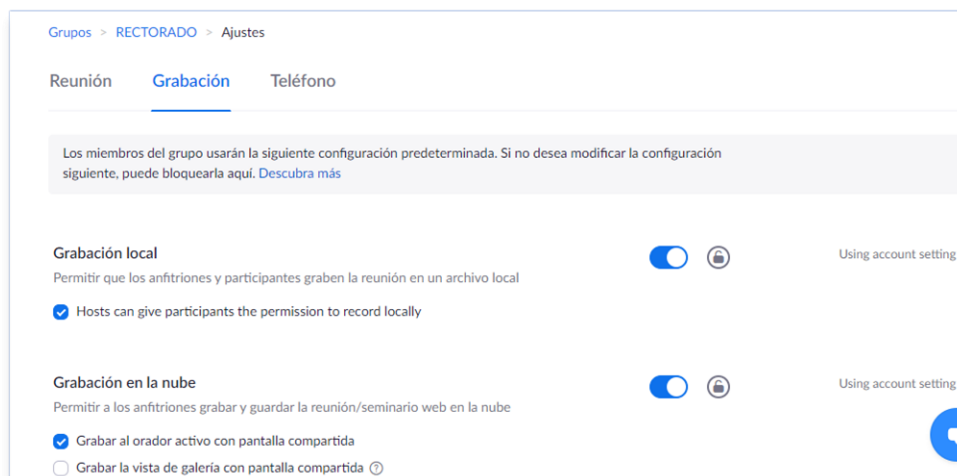 Grupos > RECTORADO > Ajustes
Reunión Grabación Teléfono
Los miembros del grupo usarán la siguiente configuración predeterminada. Si no desea modificar la configuración
siguiente, puede bloquearla aquí. Descubra más
Grabación local
Using account setting
Permitir que los anfitriones y participantes graben la reunión en un archivo local
Hosts can give participants the permission to record locally
Grabación en la nube
Using account setting
Permitir a los anfitriones grabar y guardar la reunión/seminario web en la nube
Grabar al orador activo con pantalla compartida
Grabar la vista de galería con pantalla compartida ?